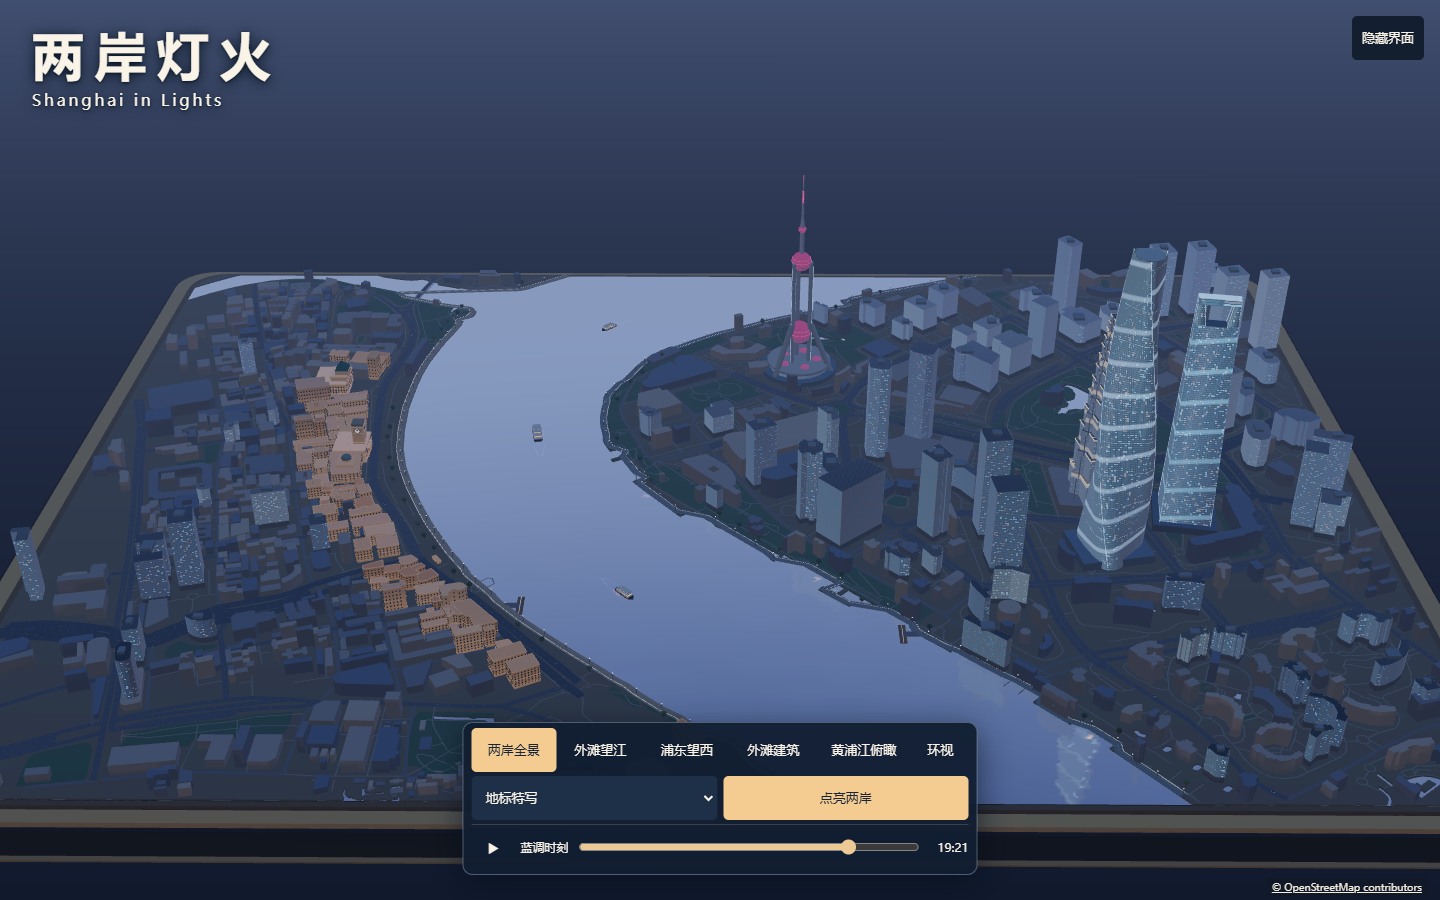 两岸灯火
Shanghai in Lights
隐藏界面
两岸全景 外滩望江 浦东望西 外滩建筑 黄浦江俯瞰 环视
地标特写 点亮两岸
蓝调时刻 19:21
© OpenStreetMap contributors